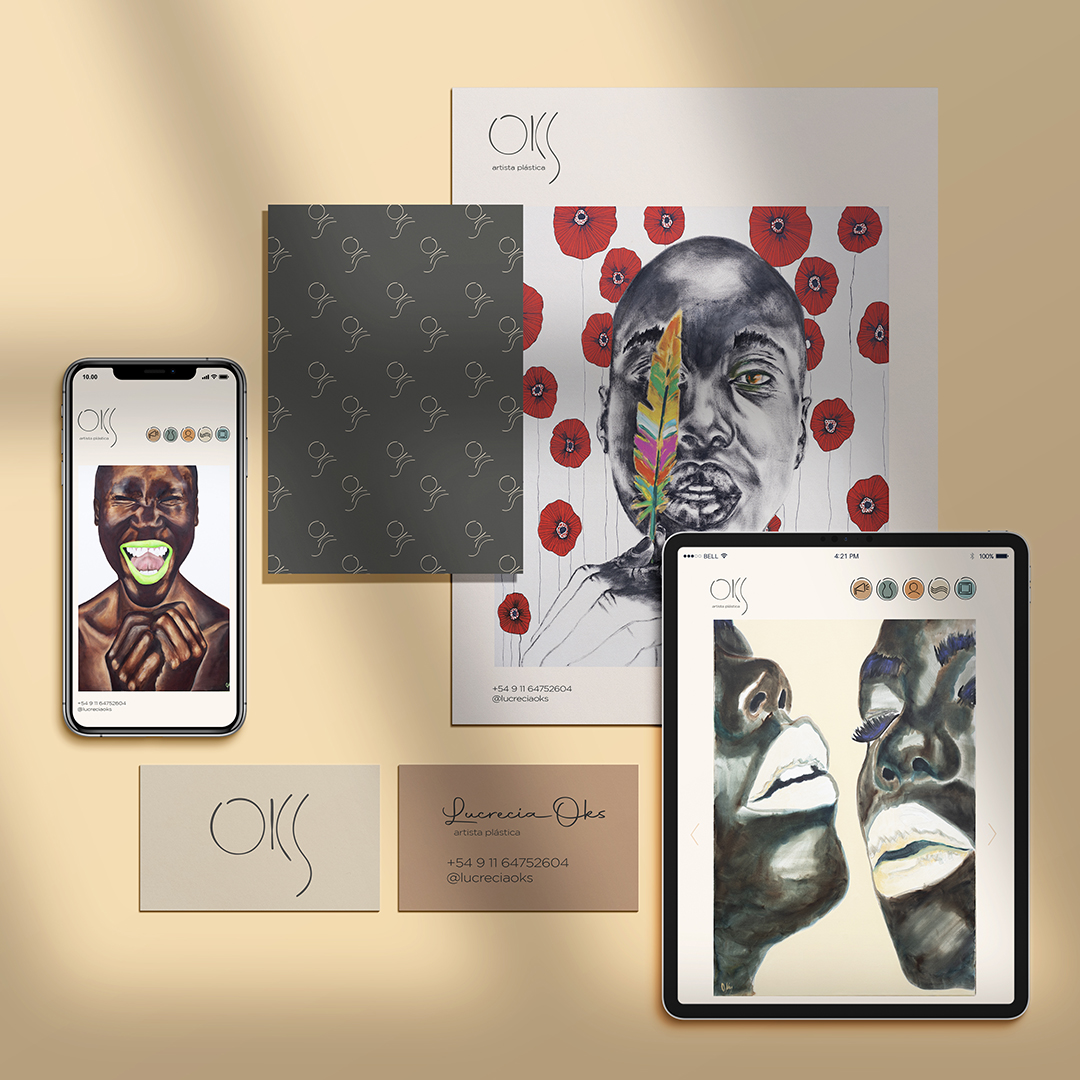 OKS
artista plástica
+54 9 11 64752604
@lucreciaoks
10.00
OKS
artista plástica
+54 9 11 64752604
@lucreciaoks
BELL
4:21 PM
100%
OKS
artista plástica
OKS
Lucrecia Oks
artista plástica
+54 9 11 64752604
@lucreciaoks